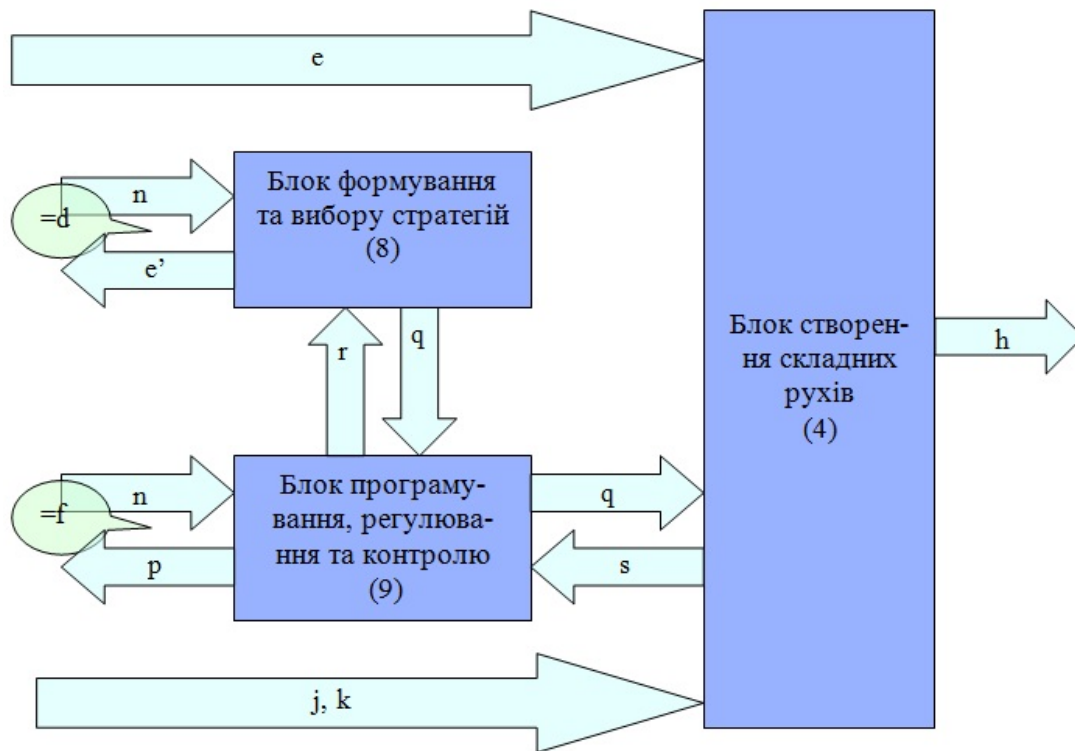 e
n
=d
e’
Блок формування
та вибору стратегій
(8)
r
q
n
=f
p
Блок програму-
вання, регулюва-
ння та контролю
(9)
q
s
j, k
Блок створен-
ня складних
рухів
(4)
h